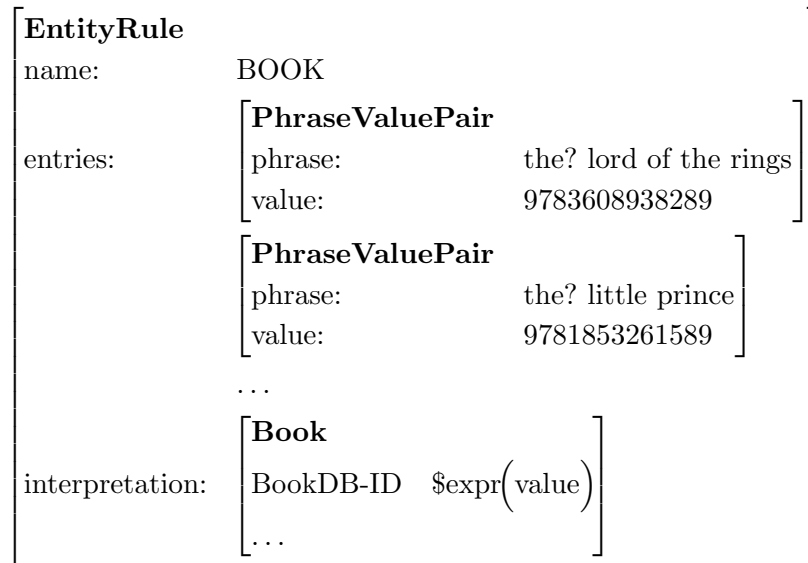 EntityRule
name: BOOK
PhraseValuePair
entries: phrase: the? lord of the rings
value: 9783608938289
PhraseValuePair
phrase: the? little prince
value: 9781853261589
...
Book
interpretation: BookDB-ID $expr(value)
...